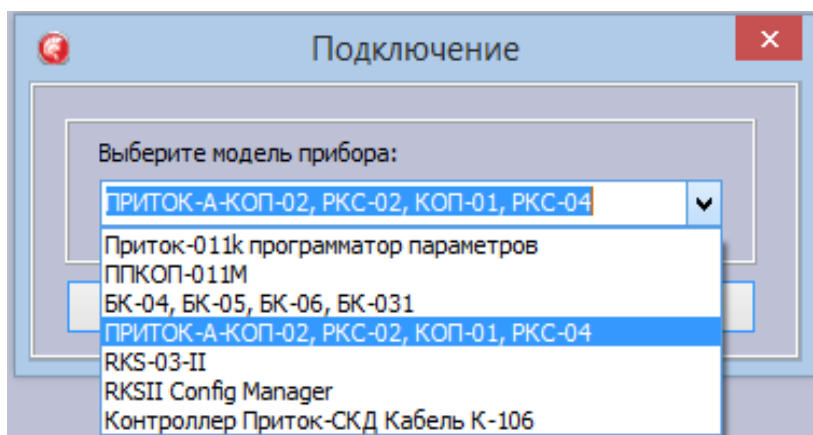 Подключение
Выберите модель прибора:
ПРИТОК-А-КОП-02, РКС-02, КОП-01, РКС-04
Приток-011k программатор параметров
ППКОП-011М
БК-04, БК-05, БК-06, БК-031
ПРИТОК-А-КОП-02, РКС-02, КОП-01, РКС-04
RKS-03-II
RKSII Config Manager
Контроллер Приток-СКД Кабель К-106